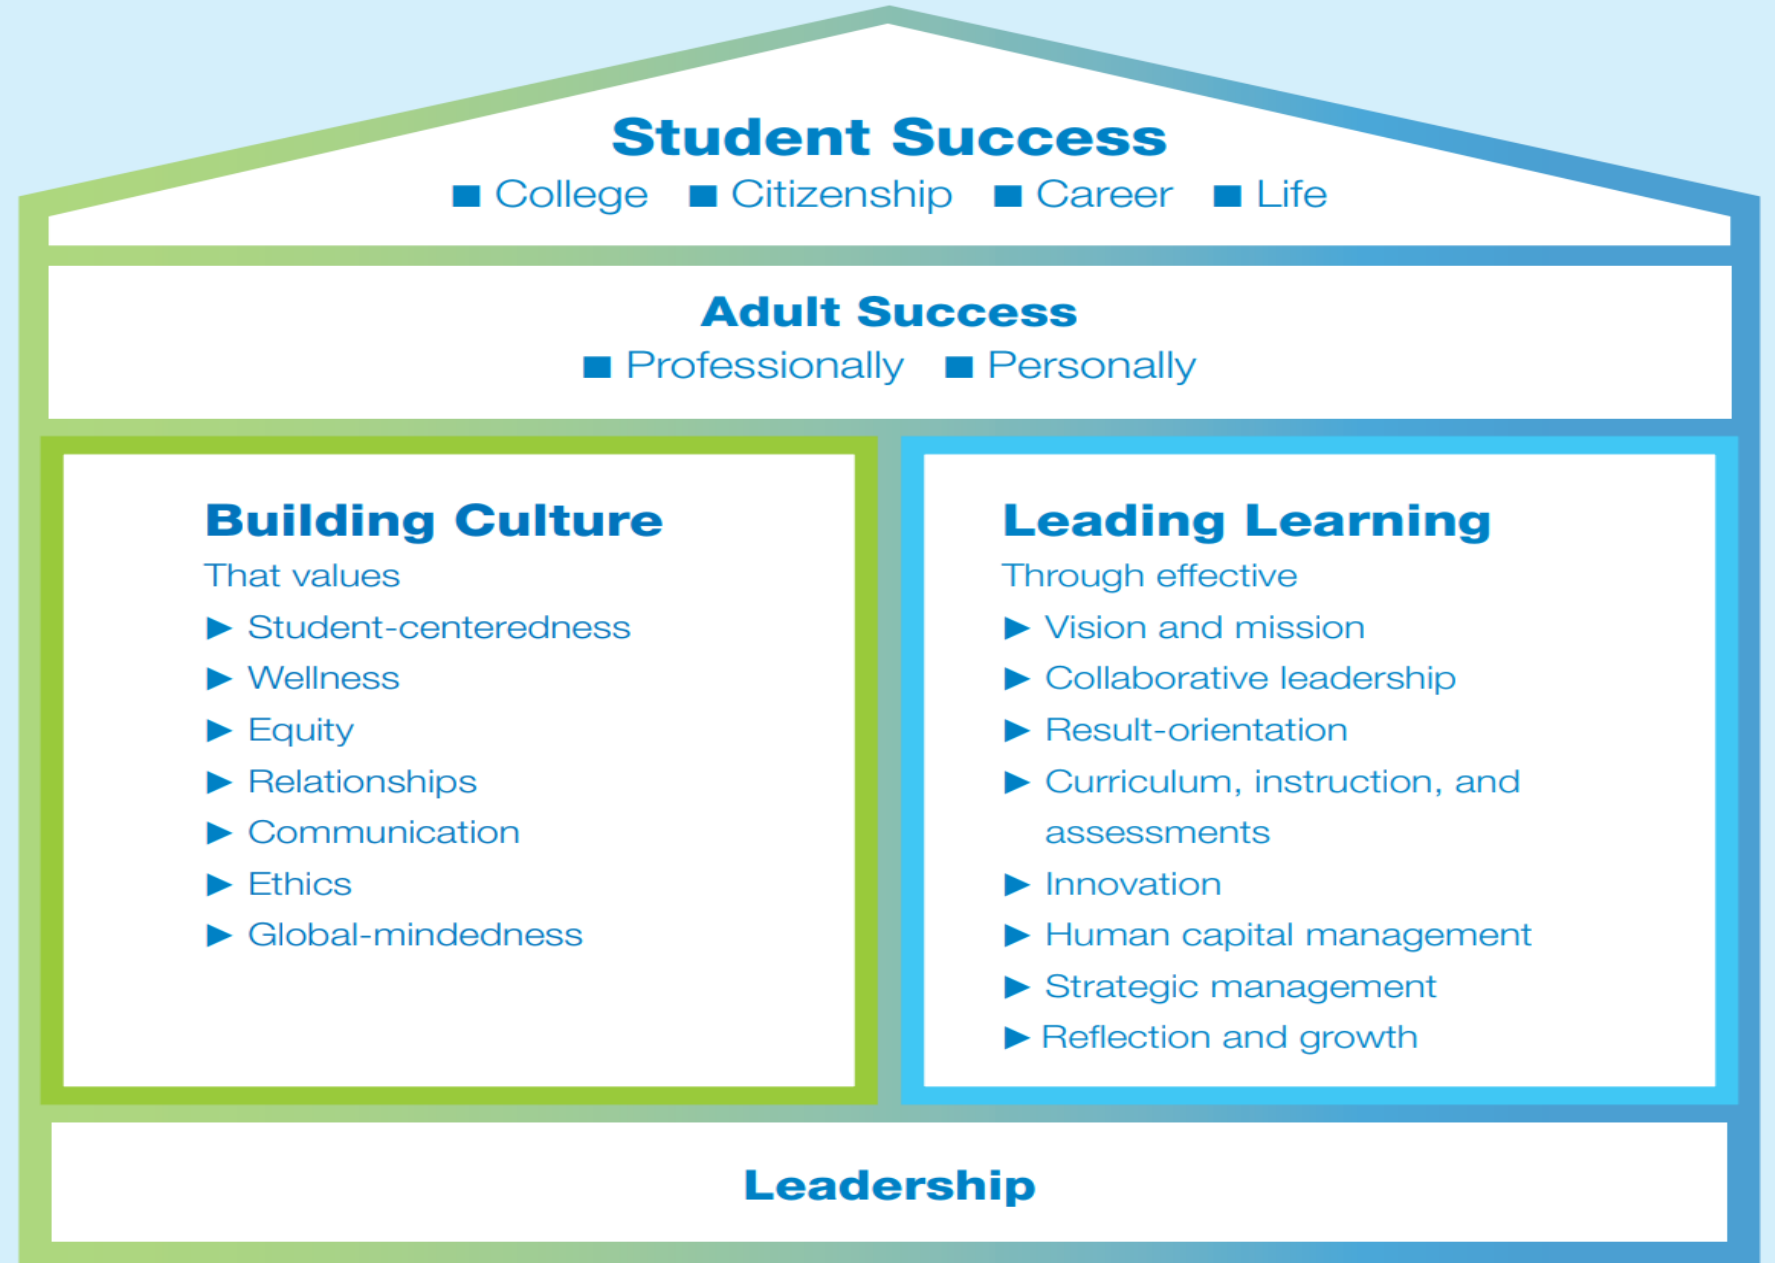 Student Success
■ College ■ Citizenship ■ Career ■ Life
Adult Success
■ Professionally ■ Personally
Building Culture
That values
► Student-centeredness
► Wellness
► Equity
► Relationships
► Communication
► Ethics
► Global-mindedness
Leading Learning
Through effective
► Vision and mission
► Collaborative leadership
► Result-orientation
► Curriculum, instruction, and
assessments
► Innovation
► Human capital management
► Strategic management
► Reflection and growth
Leadership